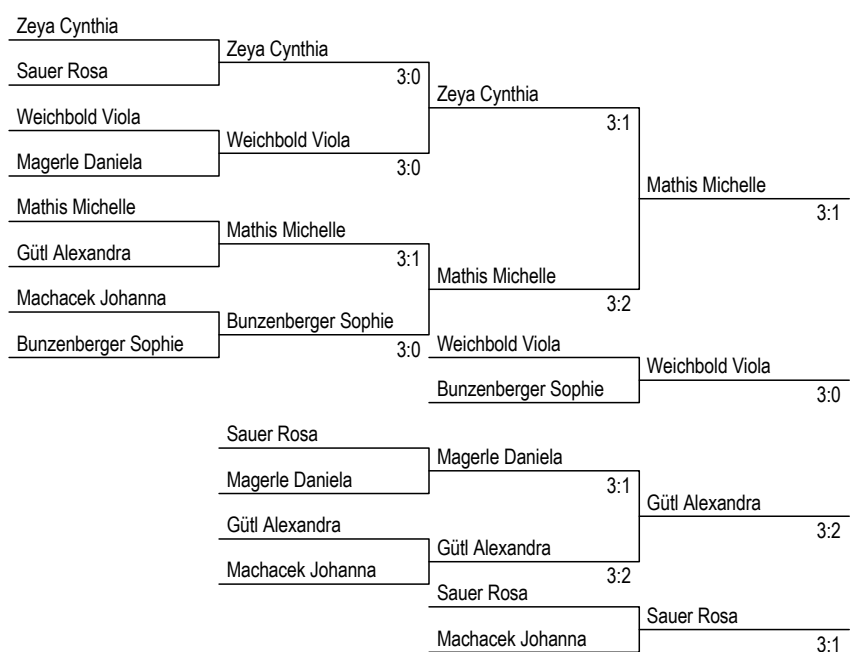 Zeya Cynthia
Zeya Cynthia
Sauer Rosa
3:0
Zeya Cynthia
Weichbold Viola
3:1
Weichbold Viola
Magerle Daniela
3:0
Mathis Michelle
Mathis Michelle
3:1
Mathis Michelle
Gütl Alexandra
3:1
Mathis Michelle
Machacek Johanna
3:2
Bunzenberger Sophie
Bunzenberger Sophie
3:0
Weichbold Viola
Weichbold Viola
Bunzenberger Sophie
3:0
Sauer Rosa
Magerle Daniela
Magerle Daniela
3:1
Gütl Alexandra
Gütl Alexandra
3:2
Gütl Alexandra
Machacek Johanna
3:2
Sauer Rosa
Sauer Rosa
Machacek Johanna
3:1